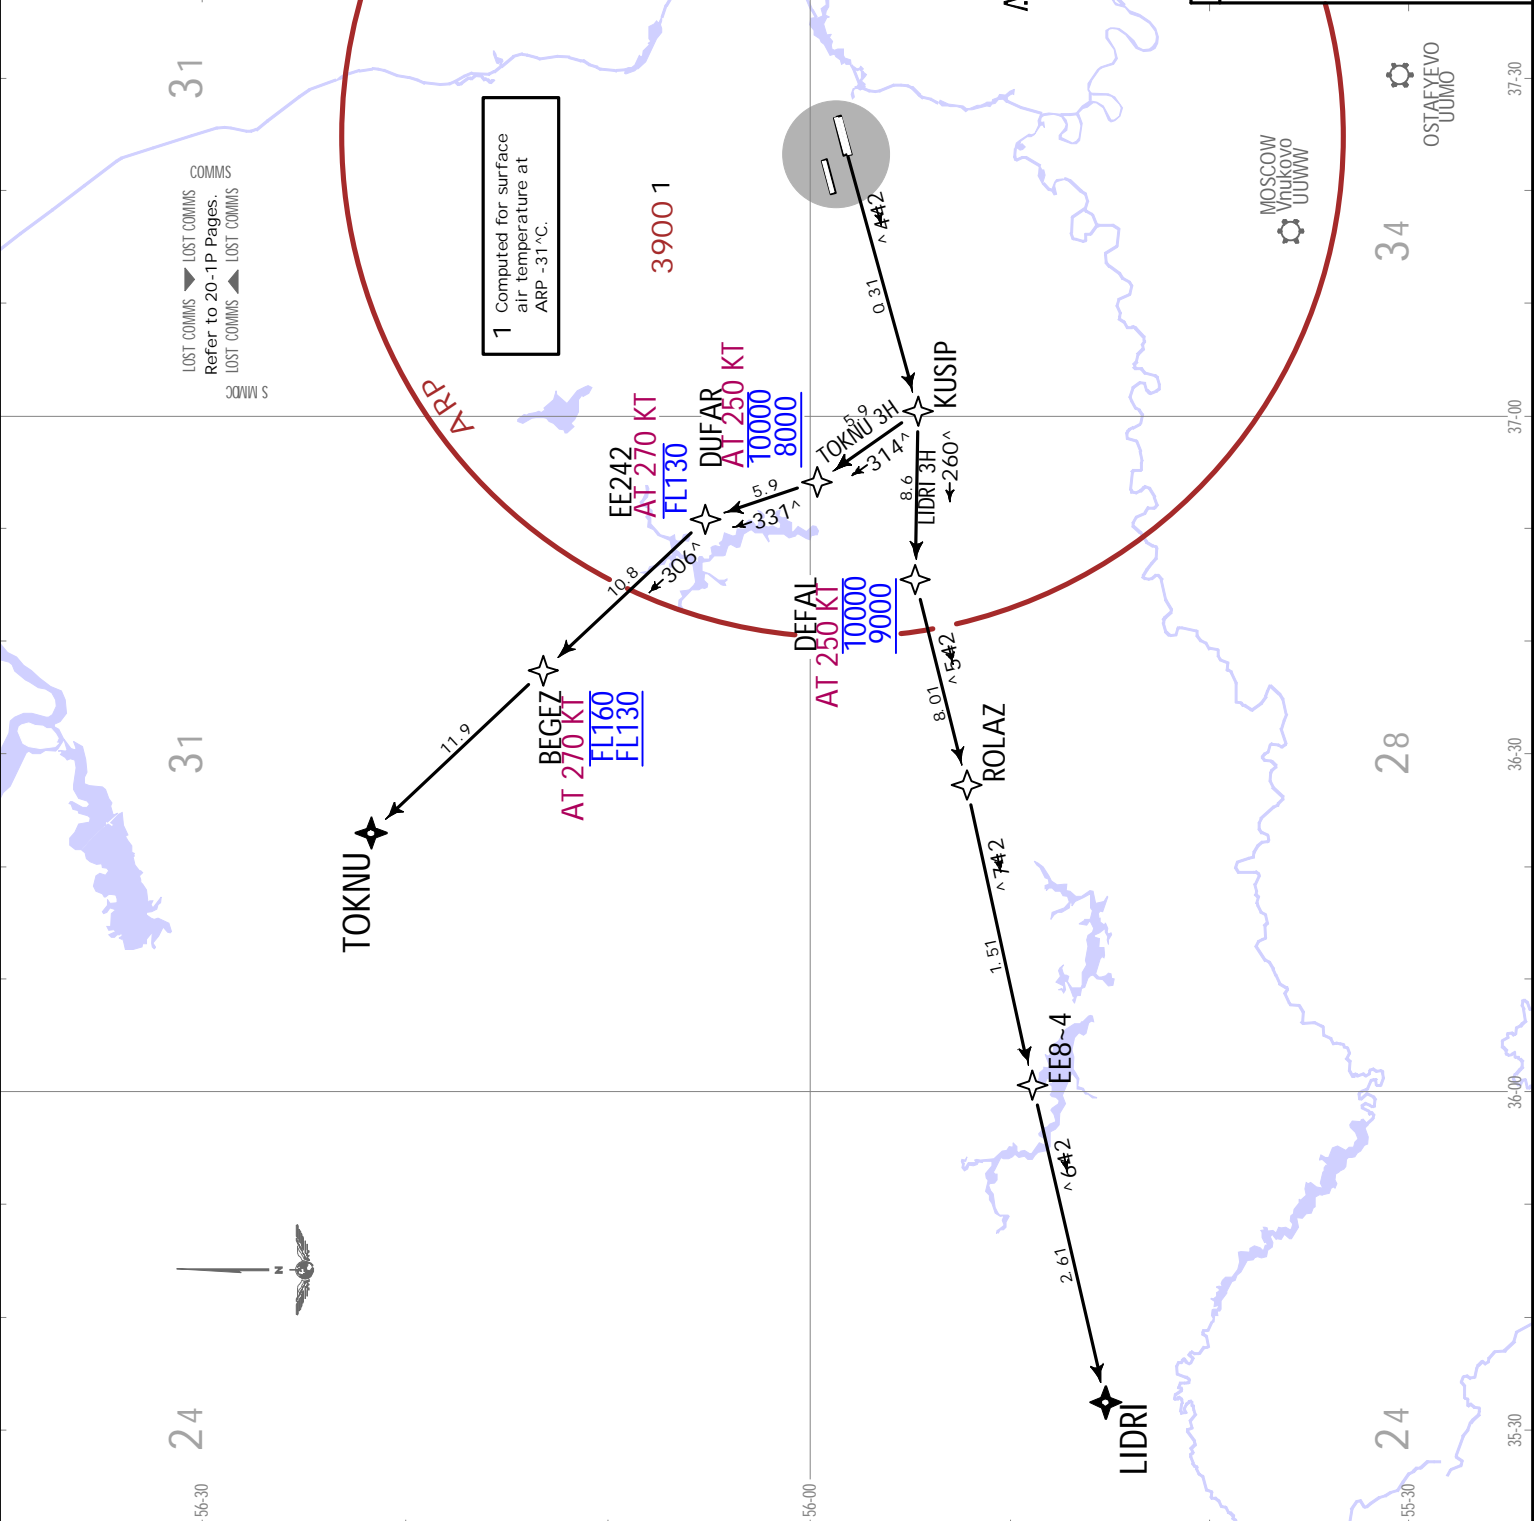 31
COMMS
LOST COMMS LOST COMMS
Refer to 20-1P Pages.
LOST COMMS LOST COMMS
S MMDC
ARP
1 Computed for surface
air temperature at
ARP -31^C.
3900 1
^442
0.31
KUSIP
5.9
TOKNU 3H
314^
8.6
LIDRI 3H
260^
DUFAR
AT 250 KT
10000
8000
5.9
337^
EE242
AT 270 KT
FL130
10.8
306^
BEGEZ
AT 270 KT
FL160
FL130
11.9
TOKNU
DEFAL
AT 250 KT
10000
9000
^542
8.01
ROLAZ
^742
1.51
EE8~4
^642
2.61
LIDRI
MOSCOW
Vnukovo
UUWW
OSTAFYEVO
UUMO
34
31
28
24
24
N
37-30
37-00
36-30
36-00
35-30
56-30
56-00
55-30